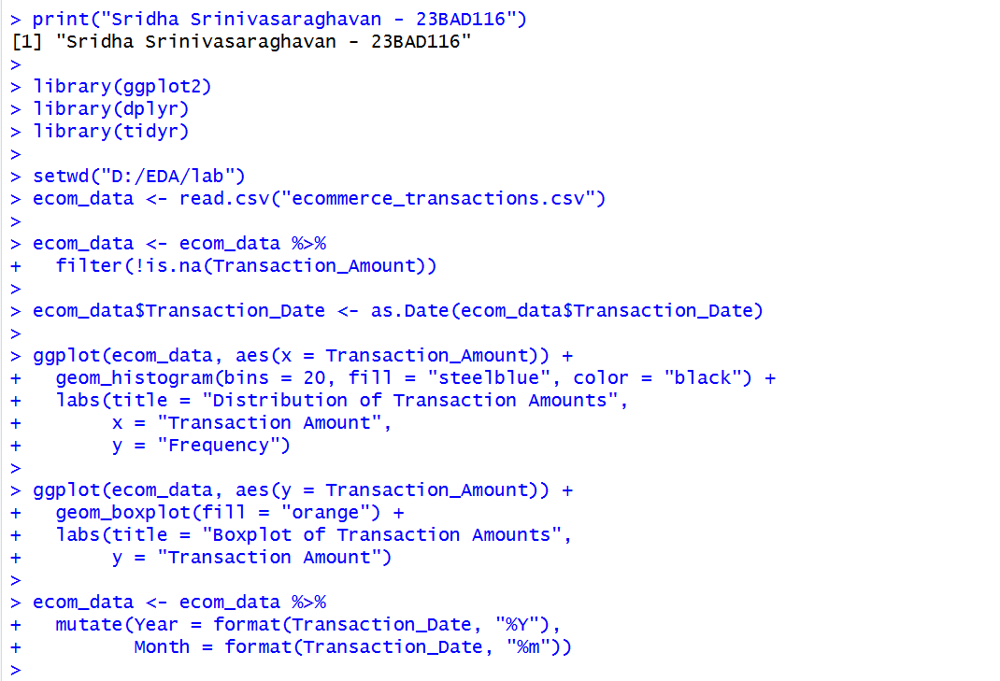 > print("Sridha Srinivasaraghavan - 23BAD116")
[1] "Sridha Srinivasaraghavan - 23BAD116"
>
> library(ggplot2)
> library(dplyr)
> library(tidyr)
>
> setwd("D:/EDA/lab")
> ecom_data <- read.csv("ecommerce_transactions.csv")
>
> ecom_data <- ecom_data %>%
+   filter(!is.na(Transaction_Amount))
>
> ecom_data$Transaction_Date <- as.Date(ecom_data$Transaction_Date)
>
> ggplot(ecom_data, aes(x = Transaction_Amount)) +
+   geom_histogram(bins = 20, fill = "steelblue", color = "black") +
+   labs(title = "Distribution of Transaction Amounts",
+        x = "Transaction Amount",
+        y = "Frequency")
>
> ggplot(ecom_data, aes(y = Transaction_Amount)) +
+   geom_boxplot(fill = "orange") +
+   labs(title = "Boxplot of Transaction Amounts",
+        y = "Transaction Amount")
>
> ecom_data <- ecom_data %>%
+   mutate(Year = format(Transaction_Date, "%Y"),
+          Month = format(Transaction_Date, "%m"))
>